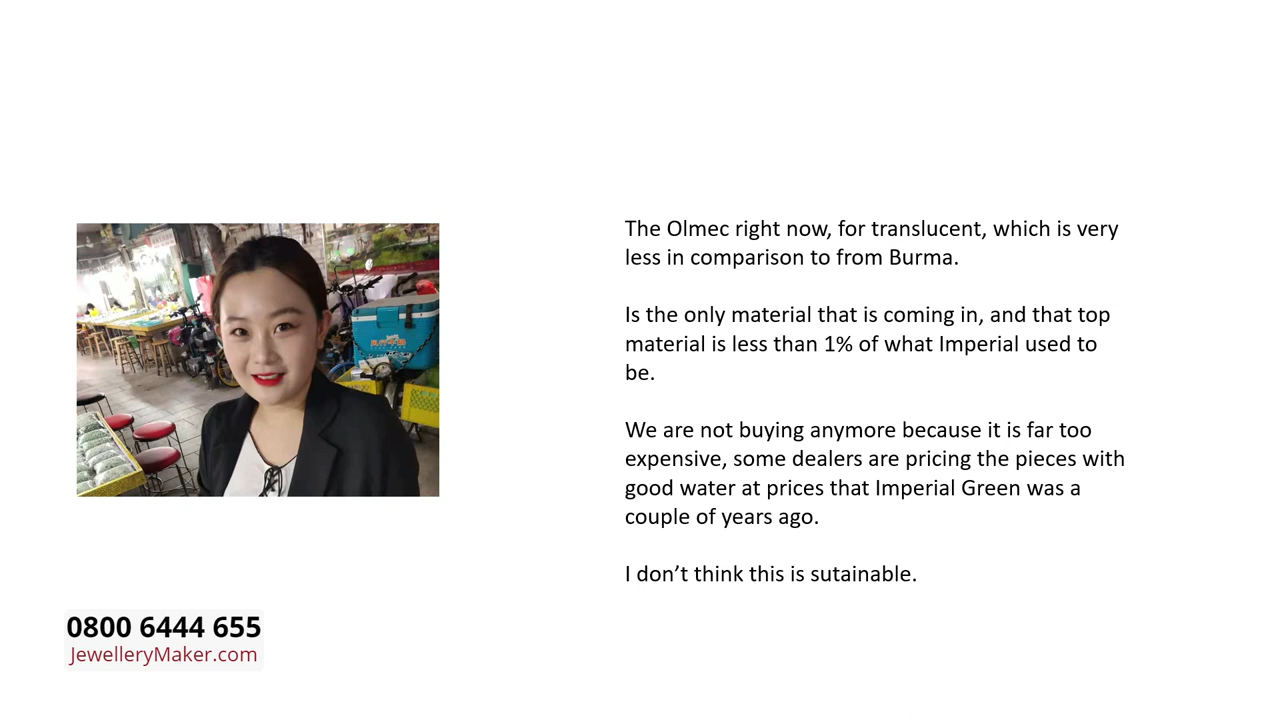 The Olmec right now, for translucent, which is very
less in comparison to from Burma.
Is the only material that is coming in, and that top
material is less than 1% of what Imperial used to
be.
We are not buying anymore because it is far too
expensive, some dealers are pricing the pieces with
good water at prices that Imperial Green was a
couple of years ago.
I don’t think this is sutainable.
0800 6444 655
JewelleryMaker.com